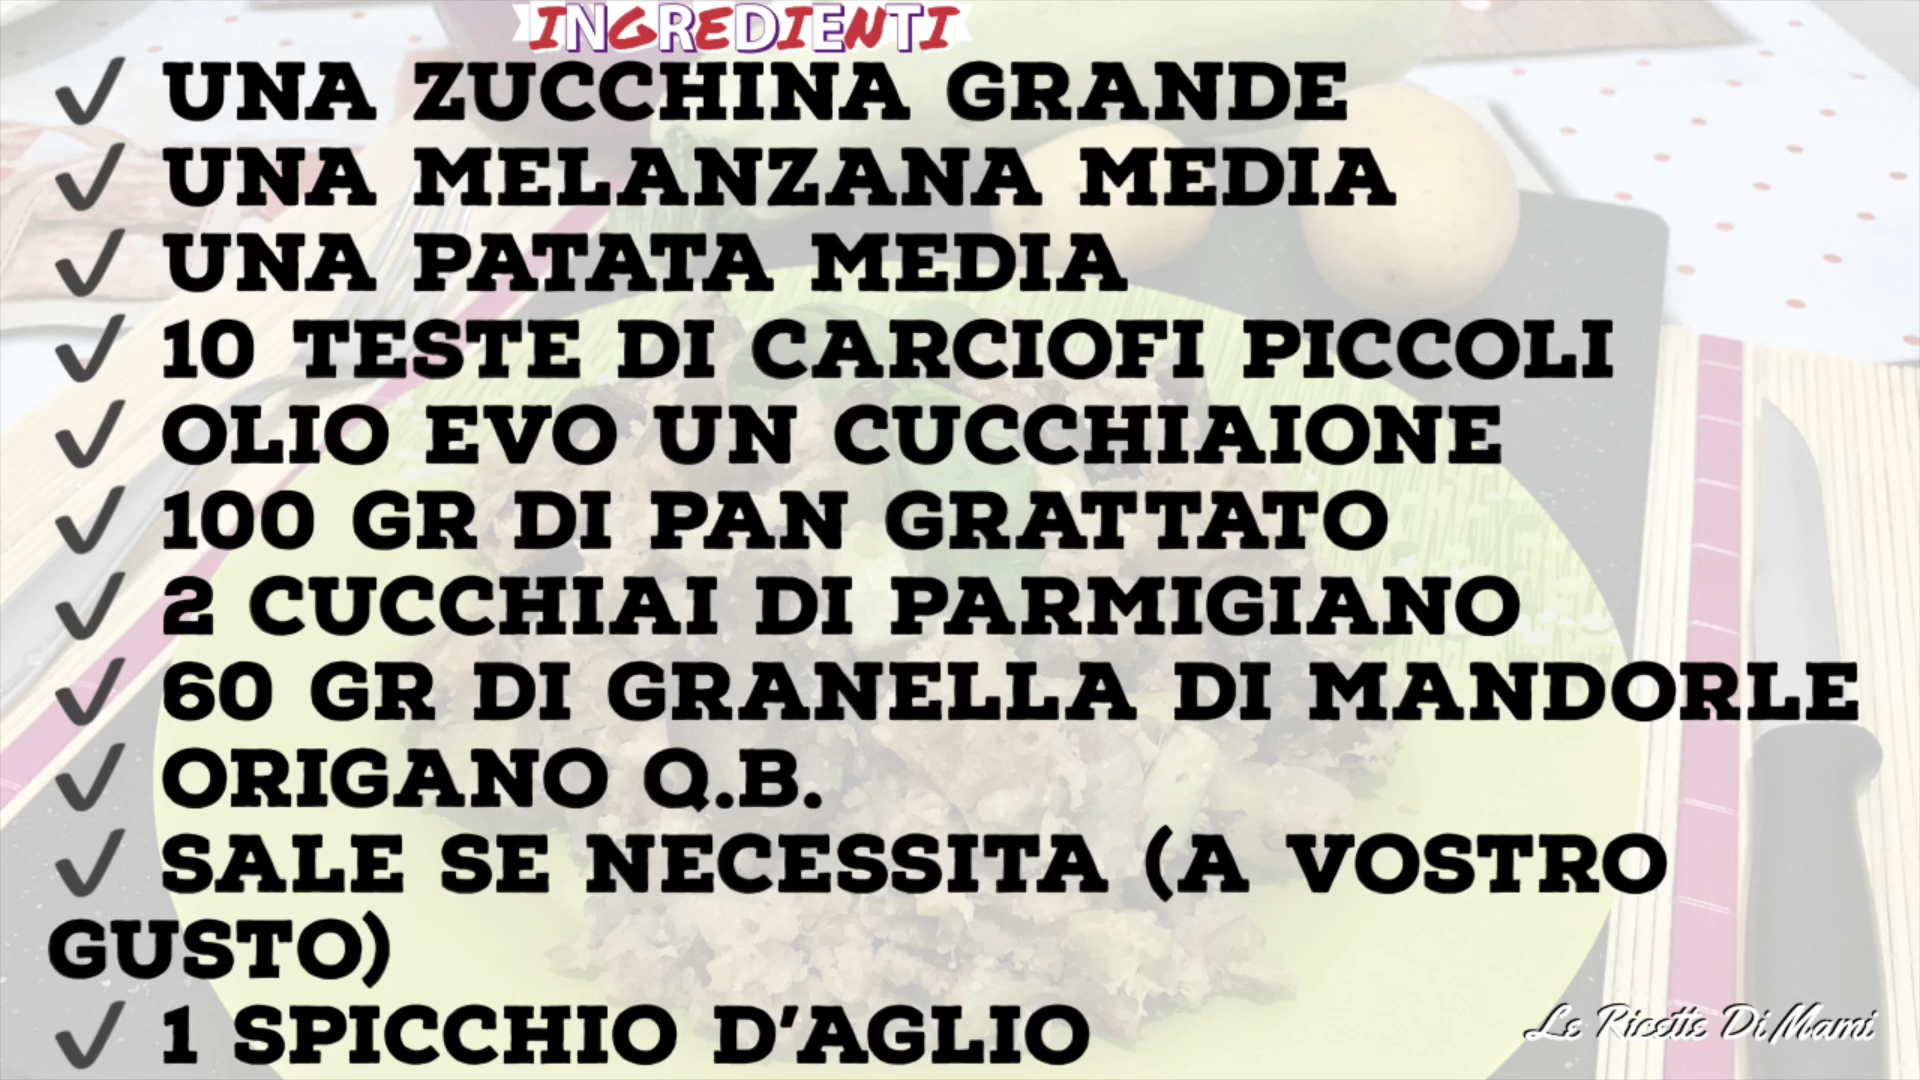 INGREDIENTI
✓ UNA ZUCCHINA GRANDE
✓ UNA MELANZANA MEDIA
✓ UNA PATATA MEDIA
✓ 10 TESTE DI CARCIOFI PICCOLI
✓ OLIO EVO UN CUCCHIAIONE
✓ 100 GR DI PAN GRATTATO
✓ 2 CUCCHIAI DI PARMIGIANO
✓ 60 GR DI GRANELLA DI MANDORLE
✓ ORIGANO Q.B.
✓ SALE SE NECESSITA (A VOSTRO
GUSTO)
✓ 1 SPICCHIO D'AGLIO
Le Ricette Di Mami